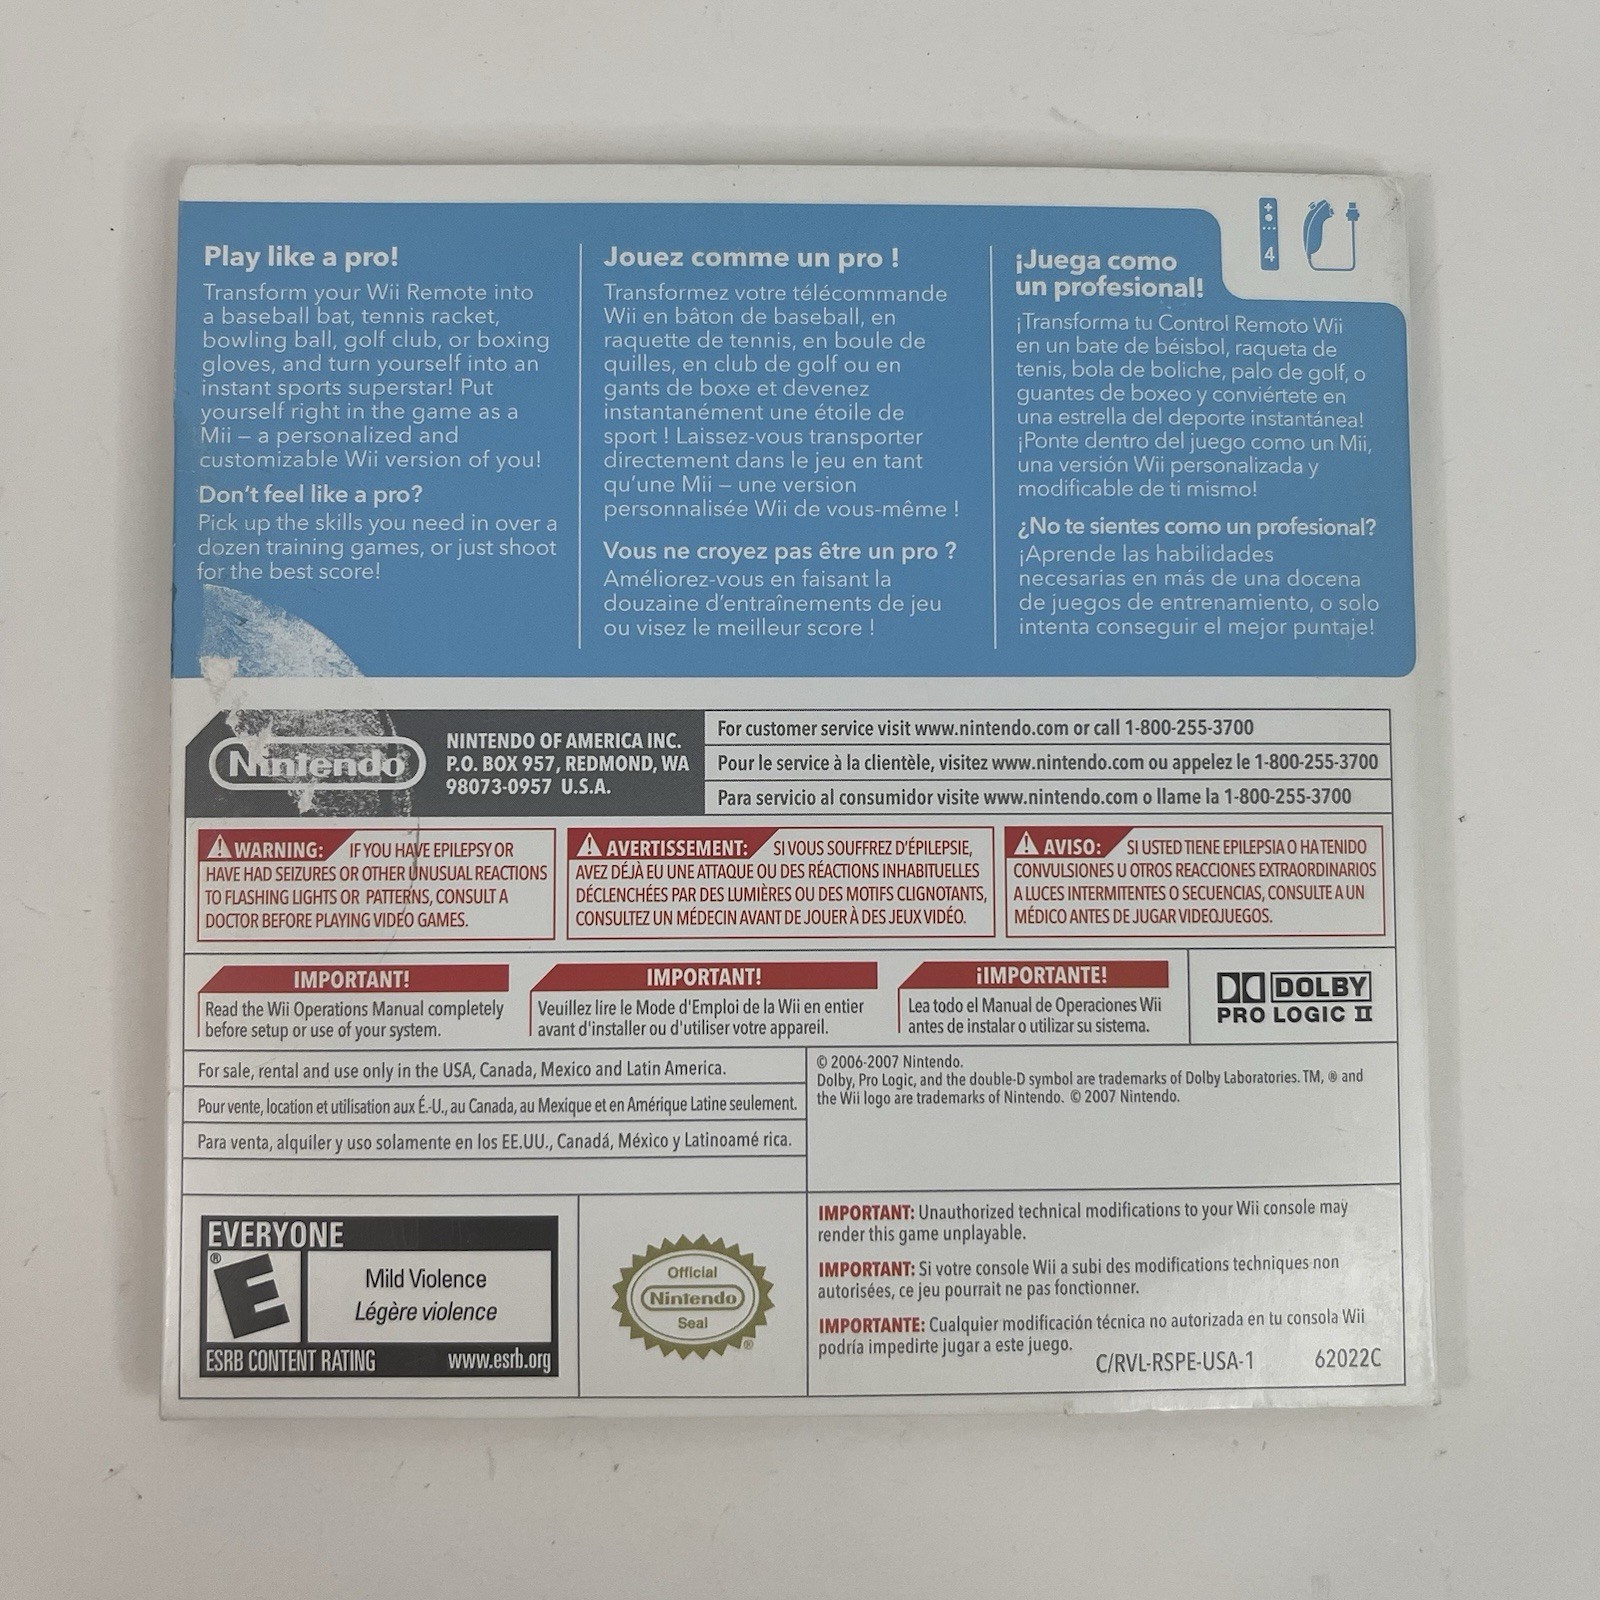 4
Play like a pro!
Transform your Wii Remote into
a baseball bat, tennis racket,
bowling ball, golf club, or boxing
gloves, and turn yourself into an
instant sports superstar! Put
yourself right in the game as a
Mii – a personalized and
customizable Wii version of you!
Don't feel like a pro?
Pick up the skills you need in over a
dozen training games, or just shoot
for the best score!
Jouez comme un pro !
Transformez votre télécommande
Wii en bâton de baseball, en
raquette de tennis, en boule de
quilles, en club de golf ou en
gants de boxe et devenez
instantanément une étoile de
sport ! Laissez-vous transporter
directement dans le jeu en tant
qu'une Mii – une version
personnalisée Wii de vous-même !
Vous ne croyez pas être un pro ?
Améliorez-vous en faisant la
douzaine d'entraînements de jeu
ou visez le meilleur score !
¡Juega como
un profesional!
¡Transforma tu Control Remoto Wii
en un bate de béisbol, raqueta de
tenis, bola de boliche, palo de golf, o
guantes de boxeo y conviértete en
una estrella del deporte instantánea!
¡Ponte dentro del juego como un Mii,
una versión Wii personalizada y
modificable de ti mismo!
¿No te sientes como un profesional?
¡Aprende las habilidades
necesarias en más de una docena
de juegos de entrenamiento, o solo
intenta conseguir el mejor puntaje!
Nintendo
NINTENDO OF AMERICA INC.
P.O. BOX 957, REDMOND, WA
98073-0957 U.S.A.
For customer service visit www.nintendo.com or call 1-800-255-3700
Pour le service à la clientèle, visitez www.nintendo.com ou appelez le 1-800-255-3700
Para servicio al consumidor visite www.nintendo.com o llame la 1-800-255-3700
WARNING: IF YOU HAVE EPILEPSY OR
HAVE HAD SEIZURES OR OTHER UNUSUAL REACTIONS
TO FLASHING LIGHTS OR PATTERNS, CONSULT A
DOCTOR BEFORE PLAYING VIDEO GAMES.
AVERTISSEMENT: SI VOUS SOUFFREZ D'ÉPILEPSIE,
AVEZ DÉJÀ EU UNE ATTAQUE OU DES RÉACTIONS INHABITUELLES
DÉCLENCHÉES PAR DES LUMIÈRES OU DES MOTIFS CLIGNOTANTS,
CONSULTEZ UN MÉDECIN AVANT DE JOUER À DES JEUX VIDÉO.
AVISO: SI USTED TIENE EPILEPSIA O HA TENIDO
CONVULSIONES U OTROS REACCIONES EXTRAORDINARIOS
A LUCES INTERMITENTES O SECUENCIAS, CONSULTE A UN
MÉDICO ANTES DE JUGAR VIDEOJUEGOS.
IMPORTANT!
Read the Wii Operations Manual completely
before setup or use of your system.
IMPORTANT!
Veuillez lire le Mode d'Emploi de la Wii en entier
avant d'installer ou d'utiliser votre appareil.
¡IMPORTANTE!
Lea todo el Manual de Operaciones Wii
antes de instalar o utilizar su sistema.
DOLBY
PRO LOGIC II
For sale, rental and use only in the USA, Canada, Mexico and Latin America.
Pour vente, location et utilisation aux É.-U., au Canada, au Mexique et en Amérique Latine seulement.
Para venta, alquiler y uso solamente en los EE.UU., Canadá, México y Latinoamé rica.
© 2006-2007 Nintendo.
Dolby, Pro Logic, and the double-D symbol are trademarks of Dolby Laboratories. TM, ® and
the Wii logo are trademarks of Nintendo. © 2007 Nintendo.
EVERYONE
E ®
Mild Violence
Légère violence
ESRB CONTENT RATING www.esrb.org
Official
Nintendo
Seal
®
IMPORTANT: Unauthorized technical modifications to your Wii console may
render this game unplayable.
IMPORTANT: Si votre console Wii a subi des modifications techniques non
autorisées, ce jeu pourrait ne pas fonctionner.
IMPORTANTE: Cualquier modificación técnica no autorizada en tu consola Wii
podría impedirte jugar a este juego.
C/RVL-RSPE-USA-1 62022C